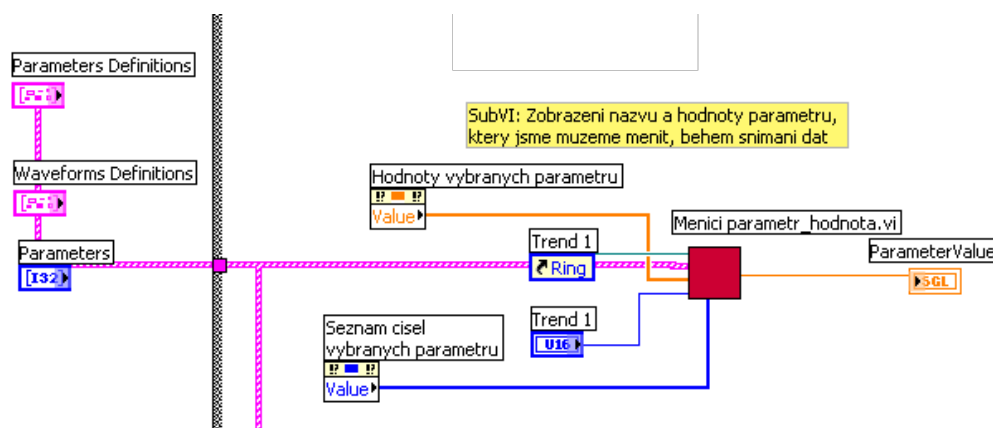 Parameters Definitions
Waveforms Definitions
Parameters
[I32]
SubVI: Zobrazeni nazvu a hodnoty parametru,
ktery jsme muzeme menit, behem snimani dat
Hodnoty vybranych parametru
!? !?
Value
Trend 1
Ring
Menici parametr_hodnota.vi
ParameterValue
SGL
Trend 1
U16
Seznam cisel
vybranych parametru
!? !?
Value